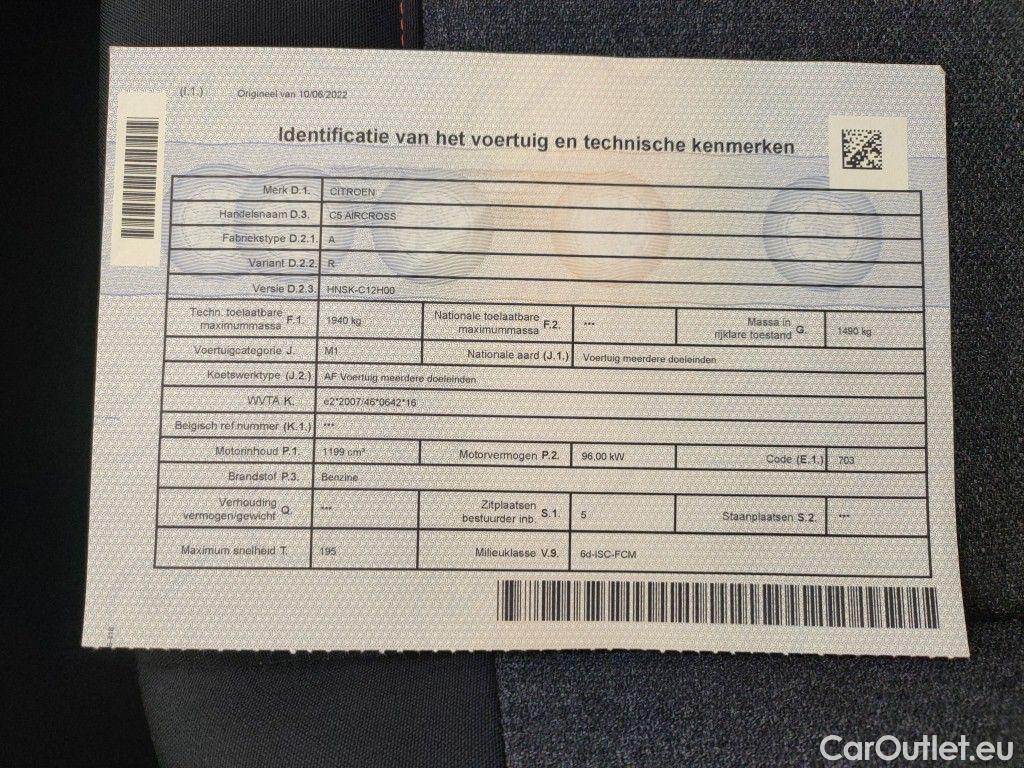 (I.1.) Origineel van 10/06/2022
Identificatie van het voertuig en technische kenmerken
Merk D.1. CITROEN
Handelsnaam D.3. C5 AIRCROSS
Fabriekstype D.2.1. A
Variant D.2.2. R
Versie D.2.3. HNSK-C12H00
Techn. toelaatbare maximummassa F.1. 1940 kg Nationale toelaatbare maximummassa F.2. *** Massa in rijklare toestand G. 1490 kg
Voertuigcategorie J. M1 Nationale aard (J.1.) Voertuig meerdere doeleinden
Koetswerktype (J.2.) AF Voertuig meerdere doeleinden
WVTA K. e2*2007/46*0642*16
Belgisch ref.nummer (K.1.) ***
Motorinhoud P.1. 1199 cm³ Motorvermogen P.2. 96,00 kW Code (E.1.) 703
Brandstof P.3. Benzine
Verhouding vermogen/gewicht Q. *** Zitplaatsen bestuurder inb. S.1. 5 Staanplaatsen S.2. ***
Maximum snelheid T. 195 Milieuklasse V.9. 6d-ISC-FCM
CarOutlet.eu